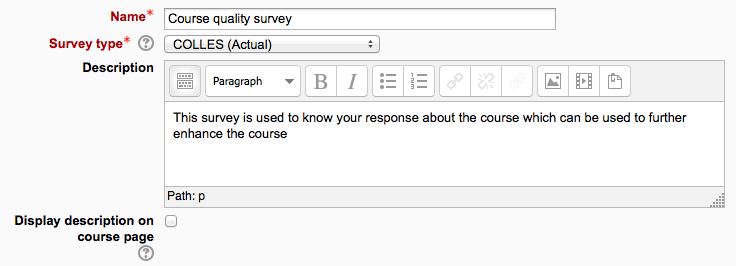 Name* Course quality survey
Survey type* COLLES (Actual)
Description
Paragraph B I
This survey is used to know your response about the course which can be used to further
enhance the course
Path: p
Display description on
course page